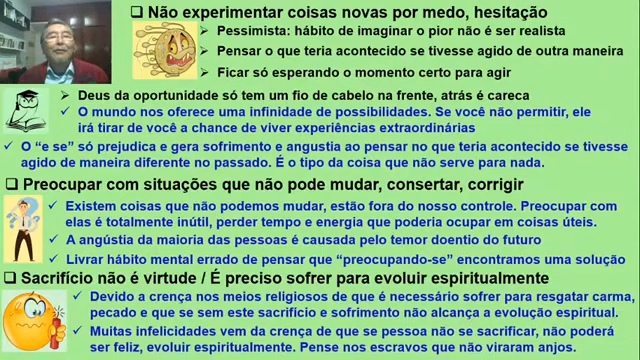 ❑ Não experimentar coisas novas por medo, hesitação
➢ Pessimista: hábito de imaginar o pior não é ser realista
➢ Pensar o que teria acontecido se tivesse agido de outra maneira
➢ Ficar só esperando o momento certo para agir
➢ Deus da oportunidade só tem um fio de cabelo na frente, atrás é careca
✓ O mundo nos oferece uma infinidade de possibilidades. Se você não permitir, ele
irá tirar de você a chance de viver experiências extraordinárias
✓ O “e se” só prejudica e gera sofrimento e angustia ao pensar no que teria acontecido se tivesse
agido de maneira diferente no passado. É o tipo da coisa que não serve para nada.
❑ Preocupar com situações que não pode mudar, consertar, corrigir
✓ Existem coisas que não podemos mudar, estão fora do nosso controle. Preocupar com
elas é totalmente inútil, perder tempo e energia que poderia ocupar em coisas úteis.
✓ A angústia da maioria das pessoas é causada pelo temor doentio do futuro
✓ Livrar hábito mental errado de pensar que “preocupando-se” encontramos uma solução
❑ Sacrifício não é virtude / É preciso sofrer para evoluir espiritualmente
✓ Devido a crença nos meios religiosos de que é necessário sofrer para resgatar carma,
pecado e que se sem este sacrifício e sofrimento não alcança a evolução espiritual.
✓ Muitas infelicidades vem da crença de que se pessoa não se sacrificar, não poderá
ser feliz, evoluir espiritualmente. Pense nos escravos que não viraram anjos.